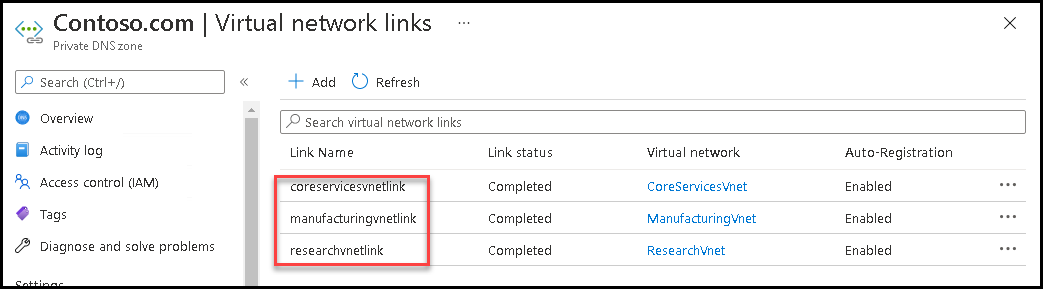 Contoso.com | Virtual network links ...
Private DNS zone
Search (Ctrl+/) «
Overview
Activity log
Access control (IAM)
Tags
Diagnose and solve problems
Settings
Add Refresh
Search virtual network links
Link Name Link status Virtual network Auto-Registration
coreservicesvnetlink Completed CoreServicesVnet Enabled ...
manufacturingvnetlink Completed ManufacturingVnet Enabled ...
researchvnetlink Completed ResearchVnet Enabled ...